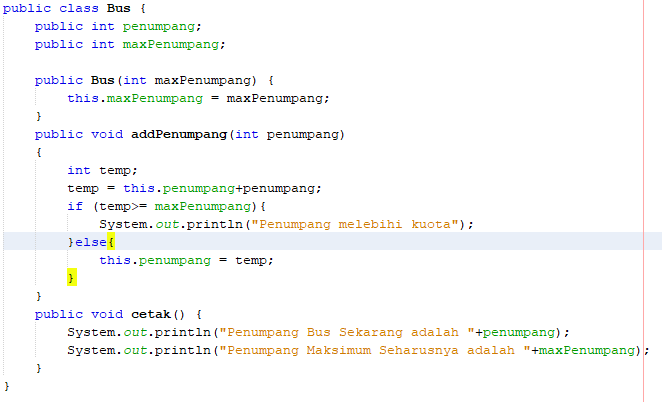 public class Bus {
    public int penumpang;
    public int maxPenumpang;

    public Bus(int maxPenumpang) {
        this.maxPenumpang = maxPenumpang;
    }
    public void addPenumpang(int penumpang)
    {
        int temp;
        temp = this.penumpang+penumpang;
        if (temp>= maxPenumpang){
            System.out.println("Penumpang melebihi kuota");
        }else{
            this.penumpang = temp;
        }
    }
    public void cetak() {
        System.out.println("Penumpang Bus Sekarang adalah "+penumpang);
        System.out.println("Penumpang Maksimum Seharusnya adalah "+maxPenumpang);
    }
}